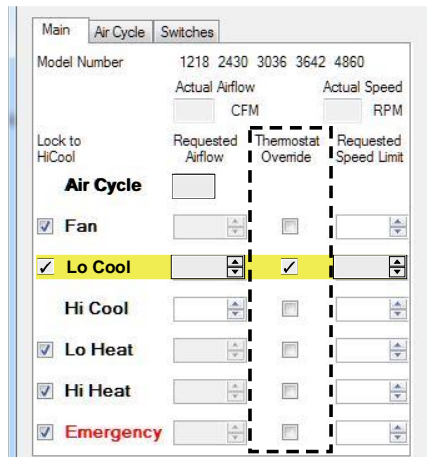 Main Air Cycle Switches
Model Number 1218 2430 3036 3642 4860
Actual Airflow Actual Speed
CFM RPM
Lock to Requested Thermostat Requested
HiCool Airflow Override Speed Limit
Air Cycle
Fan
Lo Cool
Hi Cool
Lo Heat
Hi Heat
Emergency